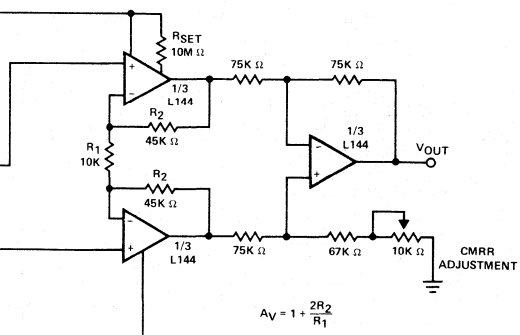 RSET
10M Ω
+
−
1/3
L144
75K Ω
75K Ω
R2
45K Ω
R1
10K
R2
45K Ω
−
+
1/3
L144
−
+
1/3
L144
VOUT
75K Ω
67K Ω
10K Ω
CMRR
ADJUSTMENT
AV = 1 + 2R2/R1